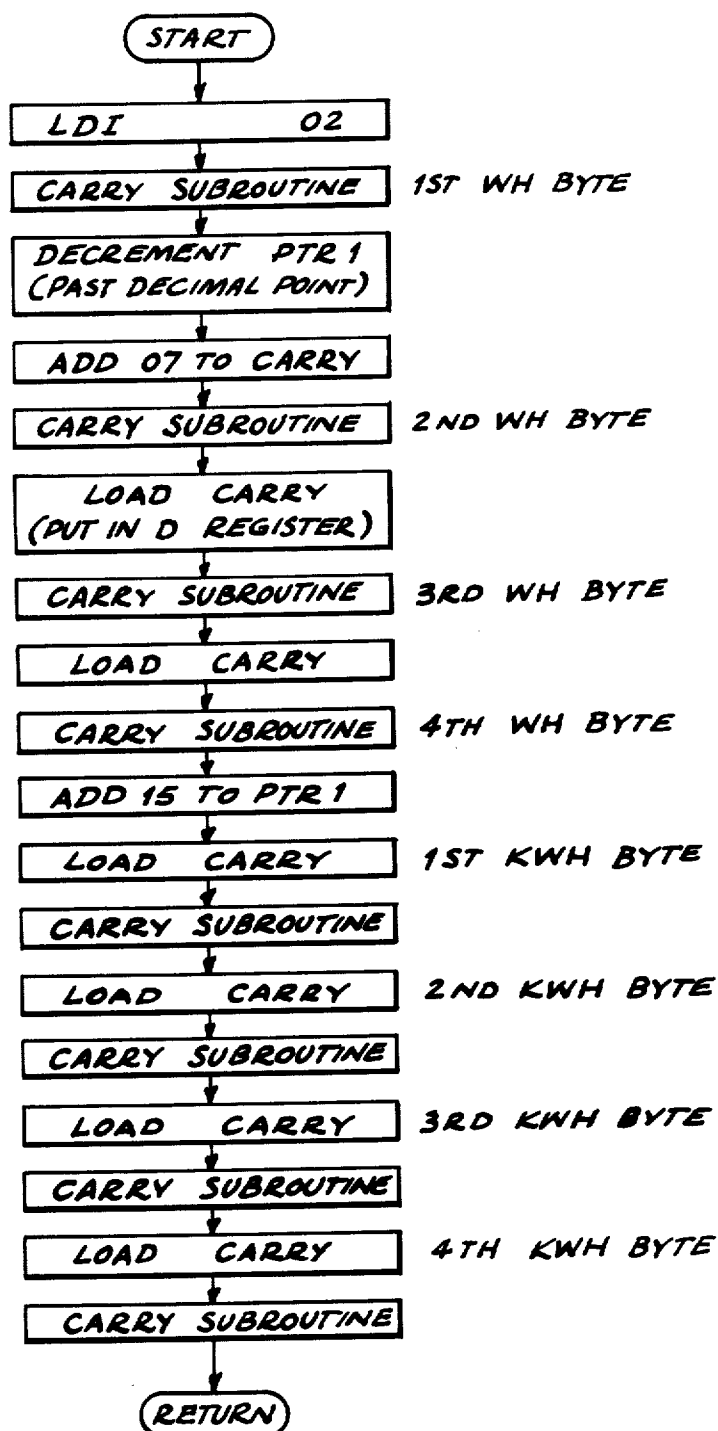 START
LDI 02
CARRY SUBROUTINE 1ST WH BYTE
DECREMENT PTR 1
(PAST DECIMAL POINT)
ADD 07 TO CARRY
CARRY SUBROUTINE 2ND WH BYTE
LOAD CARRY
(PUT IN D REGISTER)
CARRY SUBROUTINE 3RD WH BYTE
LOAD CARRY
CARRY SUBROUTINE 4TH WH BYTE
ADD 15 TO PTR 1
LOAD CARRY 1ST KWH BYTE
CARRY SUBROUTINE
LOAD CARRY 2ND KWH BYTE
CARRY SUBROUTINE
LOAD CARRY 3RD KWH BYTE
CARRY SUBROUTINE
LOAD CARRY 4TH KWH BYTE
CARRY SUBROUTINE
RETURN